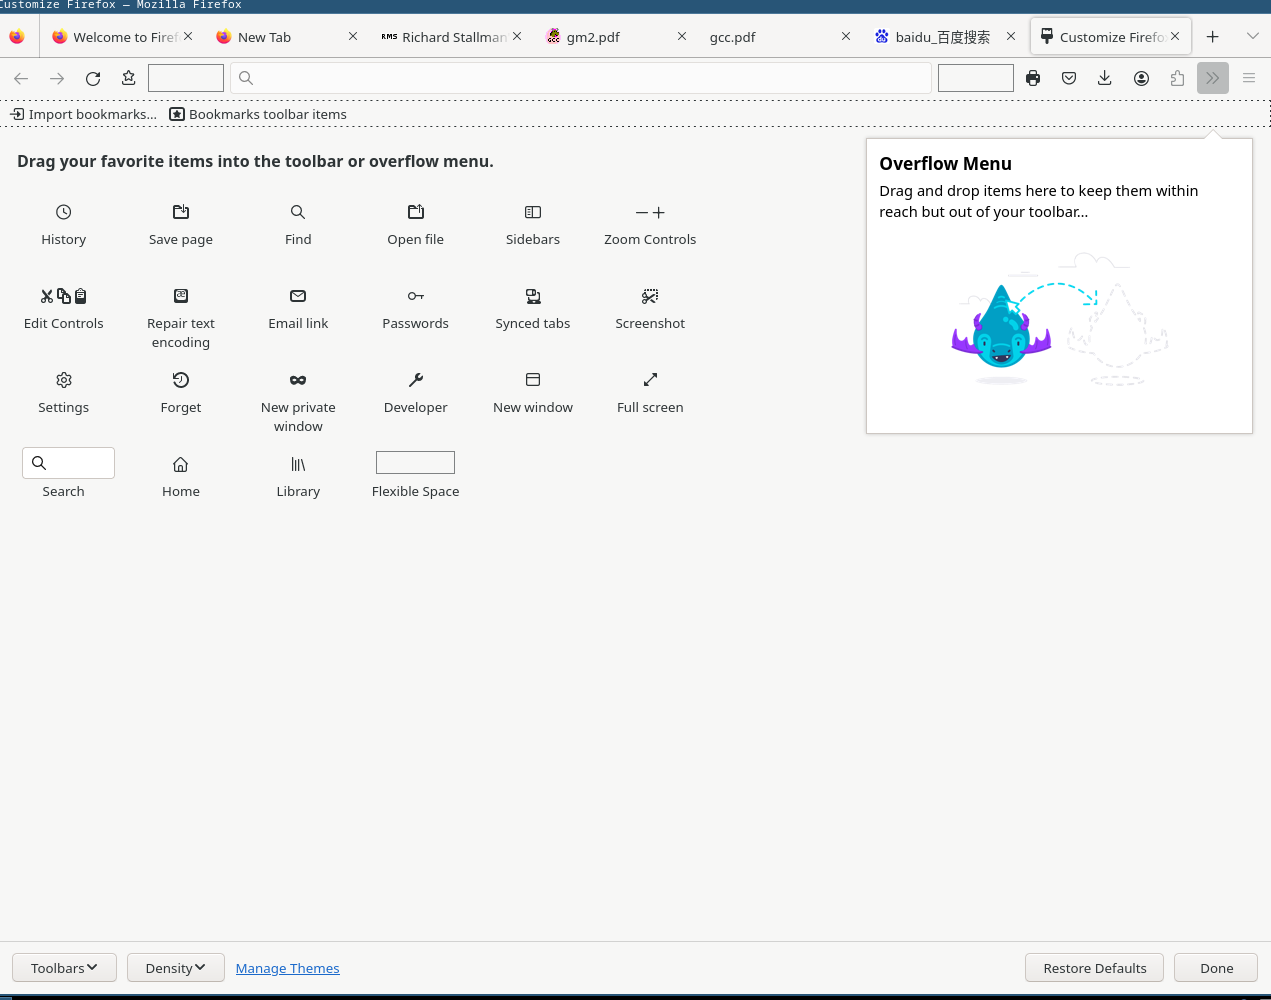 Customize Firefox — Mozilla Firefox
Welcome to Firef
New Tab
RMS Richard Stallman
GCC gm2.pdf
gcc.pdf
baidu_百度搜索
Customize Firefo
Import bookmarks...
Bookmarks toolbar items
Drag your favorite items into the toolbar or overflow menu.
History
Save page
Find
Open file
Sidebars
Zoom Controls
Edit Controls
Repair text
encoding
Email link
Passwords
Synced tabs
Screenshot
Settings
Forget
New private
window
Developer
New window
Full screen
Search
Home
Library
Flexible Space
Overflow Menu
Drag and drop items here to keep them within
reach but out of your toolbar...
Toolbars
Density
Manage Themes
Restore Defaults
Done